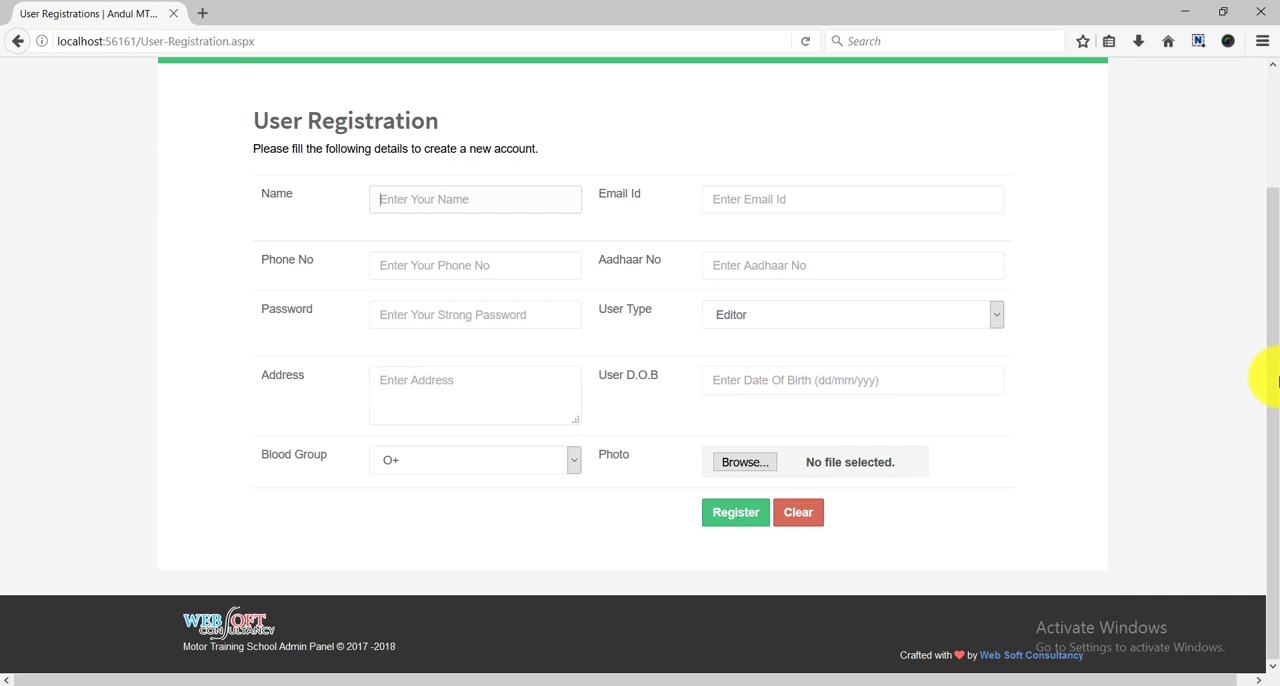 User Registrations | Andul MT...
localhost:56161/User-Registration.aspx
Search
User Registration
Please fill the following details to create a new account.
Name
Enter Your Name
Email Id
Enter Email Id
Phone No
Enter Your Phone No
Aadhaar No
Enter Aadhaar No
Password
Enter Your Strong Password
User Type
Editor
Address
Enter Address
User D.O.B
Enter Date Of Birth (dd/mm/yyy)
Blood Group
O+
Photo
Browse...
No file selected.
Register
Clear
WEB SOFT
CONSULTANCY
Motor Training School Admin Panel © 2017 -2018
Activate Windows
Go to Settings to activate Windows.
Crafted with ❤ by Web Soft Consultancy